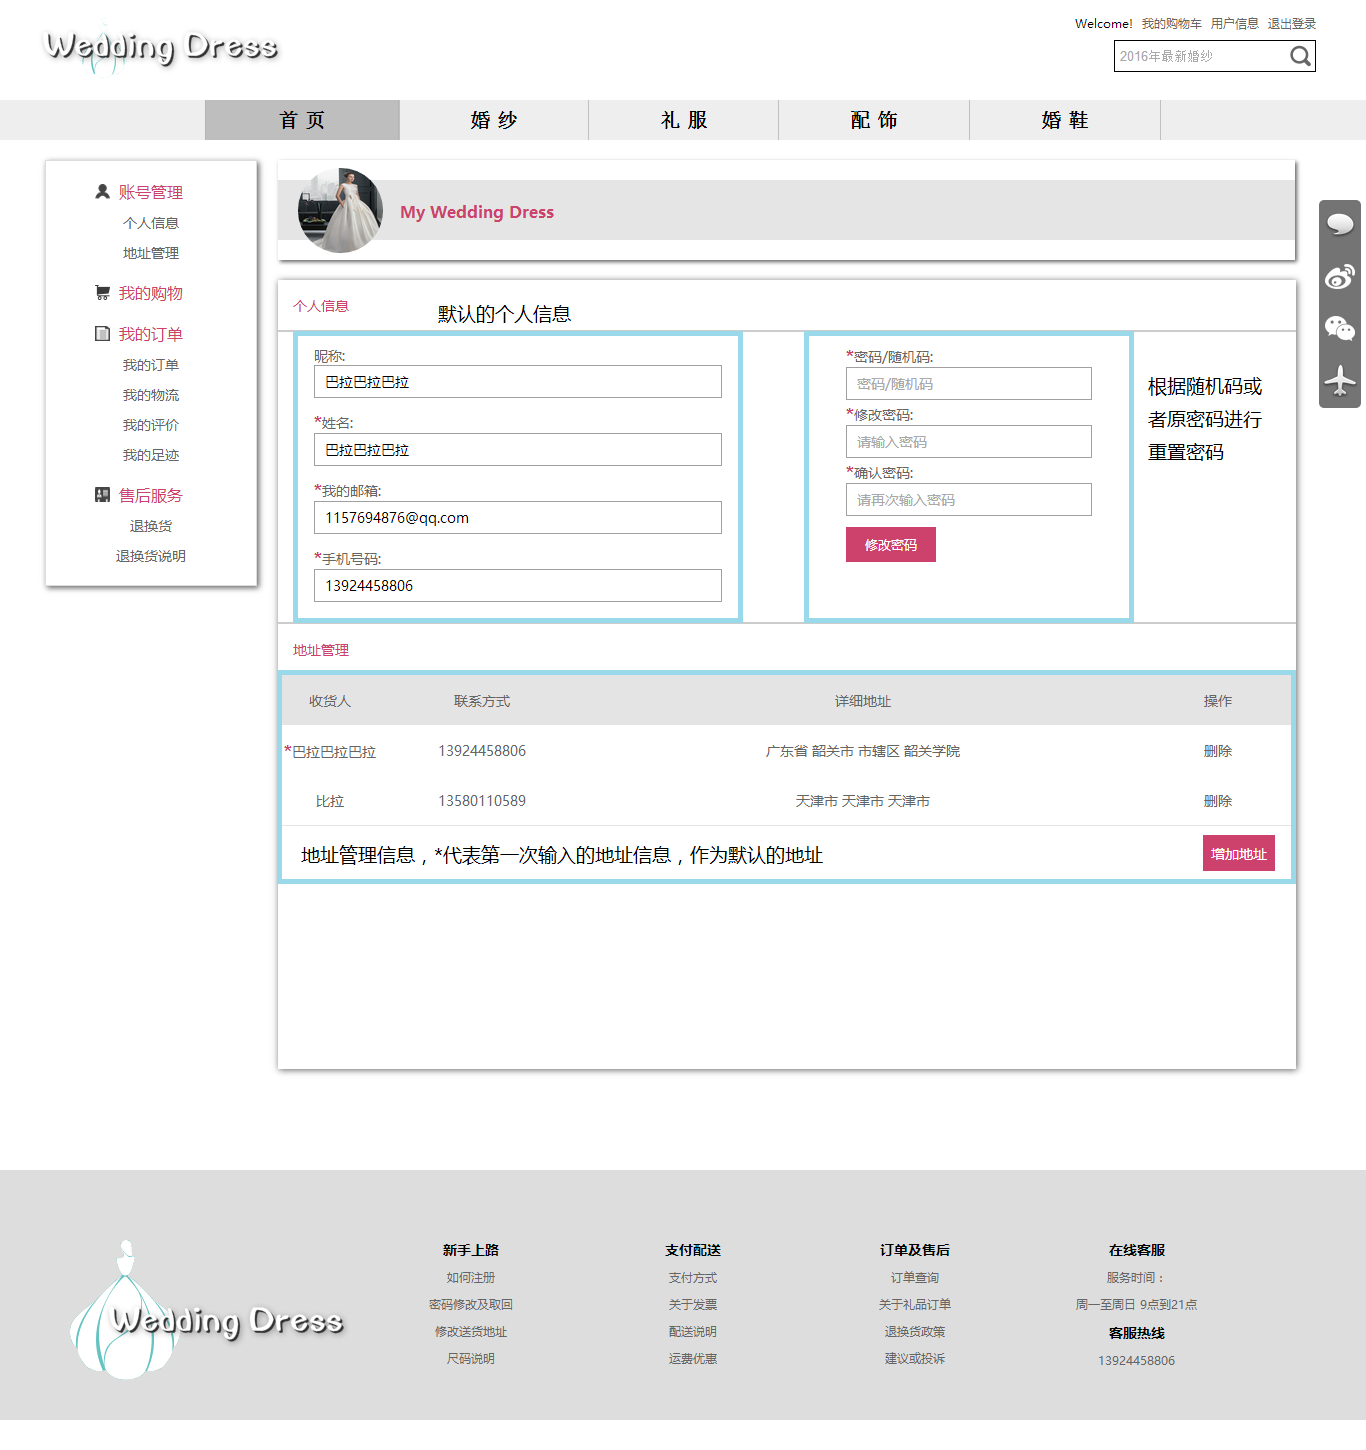 Wedding Dress
Welcome! 我的购物车 用户信息 退出登录
2016年最新婚纱
首 页 婚 纱 礼 服 配 饰 婚 鞋
账号管理
个人信息
地址管理
我的购物
我的订单
我的订单
我的物流
我的评价
我的足迹
售后服务
退换货
退换货说明
My Wedding Dress
个人信息
默认的个人信息
昵称:
巴拉巴拉巴拉
*姓名:
巴拉巴拉巴拉
*我的邮箱:
1157694876@qq.com
*手机号码:
13924458806
*密码/随机码:
密码/随机码
*修改密码:
请输入密码
*确认密码:
请再次输入密码
修改密码
根据随机码或
者原密码进行
重置密码
地址管理
收货人 联系方式 详细地址 操作
*巴拉巴拉巴拉 13924458806 广东省 韶关市 市辖区 韶关学院 删除
比拉 13580110589 天津市 天津市 天津市 删除
地址管理信息，*代表第一次输入的地址信息，作为默认的地址
增加地址
Wedding Dress
新手上路
如何注册
密码修改及取回
修改送货地址
尺码说明
支付配送
支付方式
关于发票
配送说明
运费优惠
订单及售后
订单查询
关于礼品订单
退换货政策
建议或投诉
在线客服
服务时间：
周一至周日 9点到21点
客服热线
13924458806